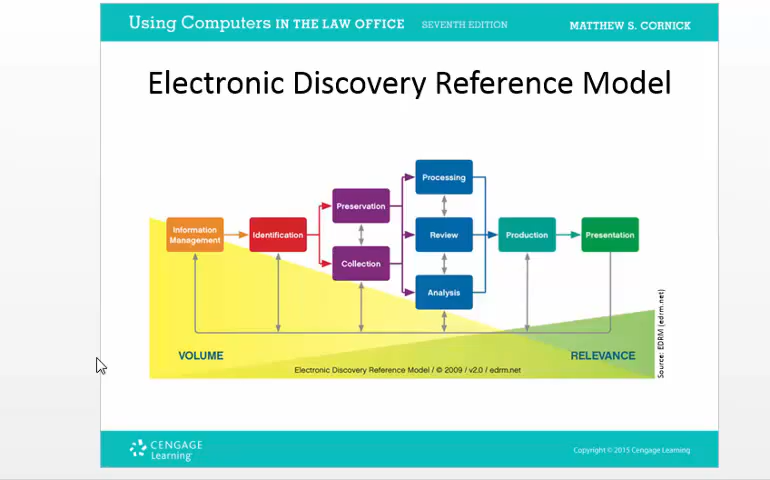 Using Computers IN THE LAW OFFICE SEVENTH EDITION MATTHEW S. CORNICK
Electronic Discovery Reference Model
Processing
Preservation
Information
Management
Identification
Review
Production
Presentation
Collection
Analysis
VOLUME
RELEVANCE
Electronic Discovery Reference Model / © 2009 / v2.0 / edrm.net
Source: EDRM (edrm.net)
CENGAGE
Learning
Copyright © 2015 Cengage Learning